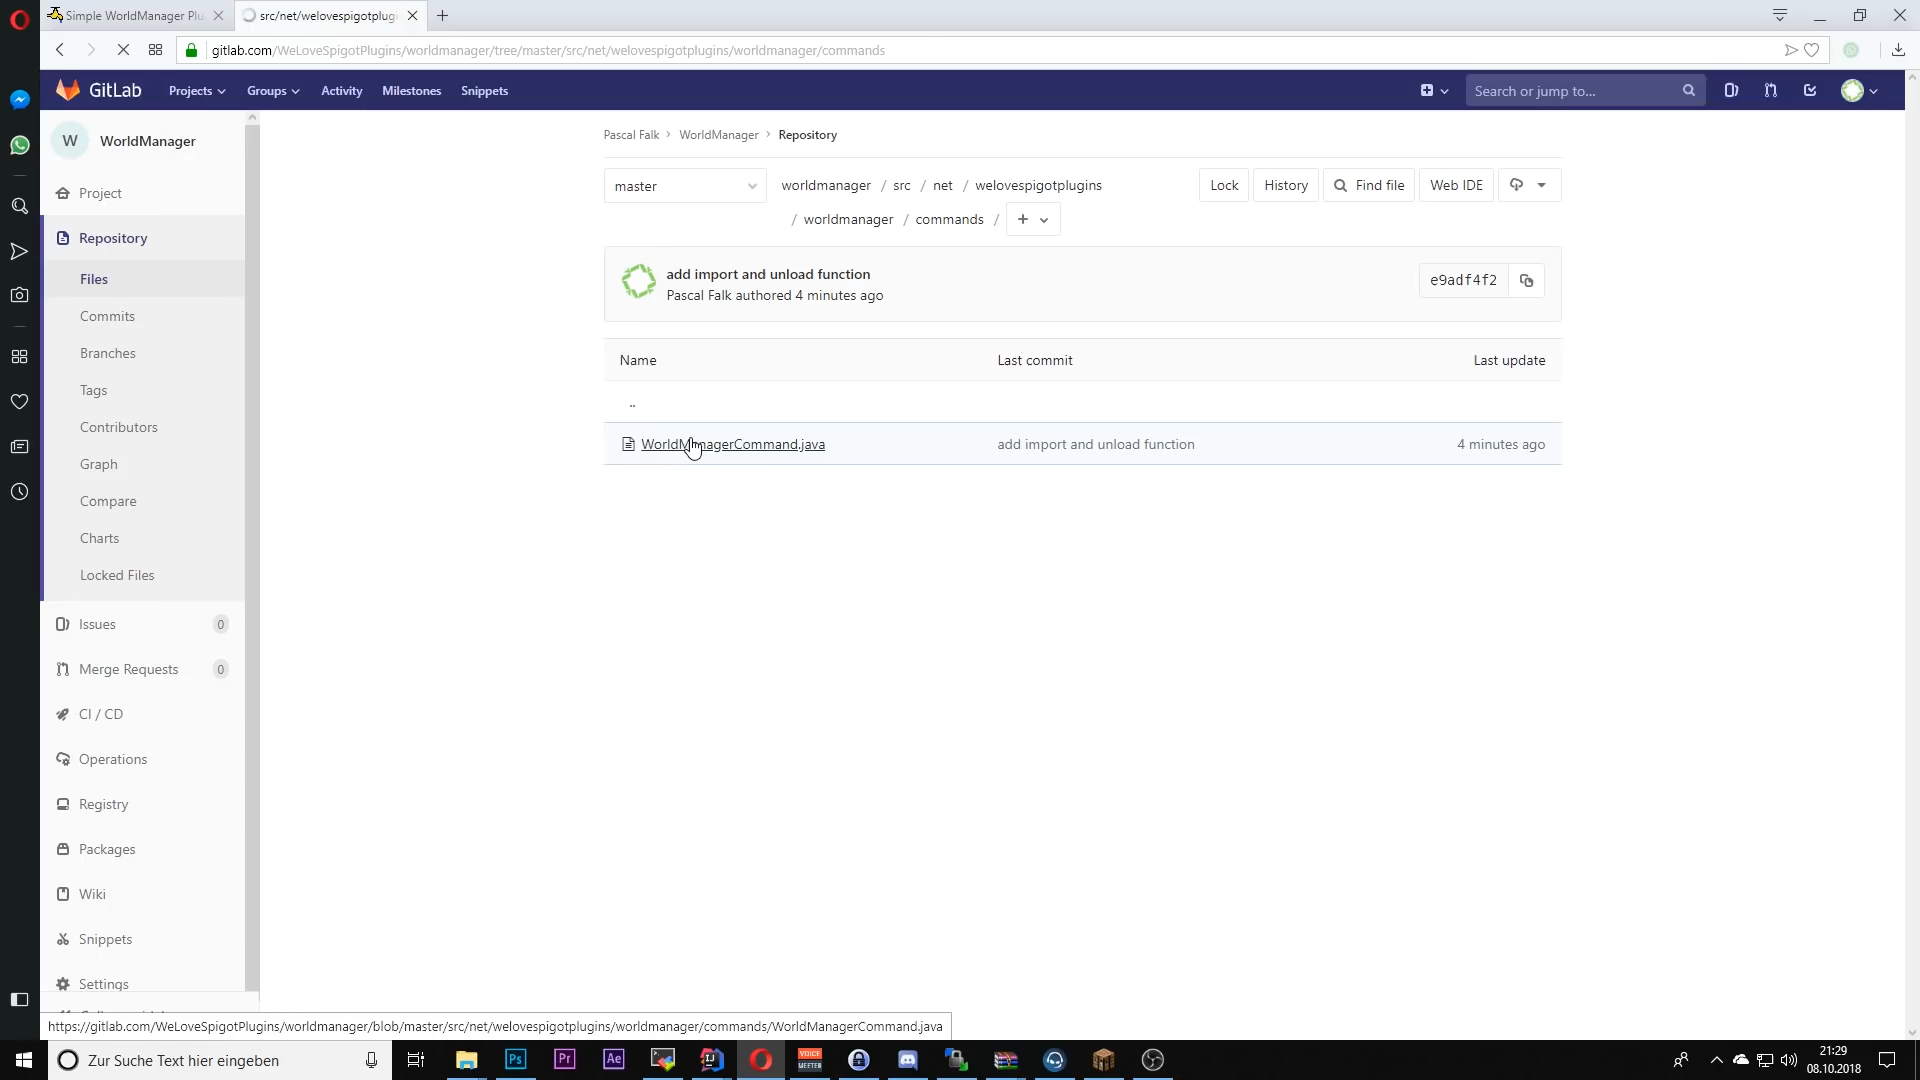 Simple WorldManager Plu
src/net/welovespigotplug
gitlab.com/WeLoveSpigotPlugins/worldmanager/tree/master/src/net/welovespigotplugins/worldmanager/commands
GitLab Projects Groups Activity Milestones Snippets Search or jump to...
W WorldManager
Project
Repository
Files
Commits
Branches
Tags
Contributors
Graph
Compare
Charts
Locked Files
Issues 0
Merge Requests 0
CI / CD
Operations
Registry
Packages
Wiki
Snippets
Settings
Pascal Falk › WorldManager › Repository
master worldmanager / src / net / welovespigotplugins
/ worldmanager / commands / +
Lock History Find file Web IDE
add import and unload function
Pascal Falk authored 4 minutes ago
e9adf4f2
Name Last commit Last update
..
WorldManagerCommand.java add import and unload function 4 minutes ago
https://gitlab.com/WeLoveSpigotPlugins/worldmanager/blob/master/src/net/welovespigotplugins/worldmanager/commands/WorldManagerCommand.java
Zur Suche Text hier eingeben
Ps Pr Ae IJ VOICE MEETER
21:29
08.10.2018